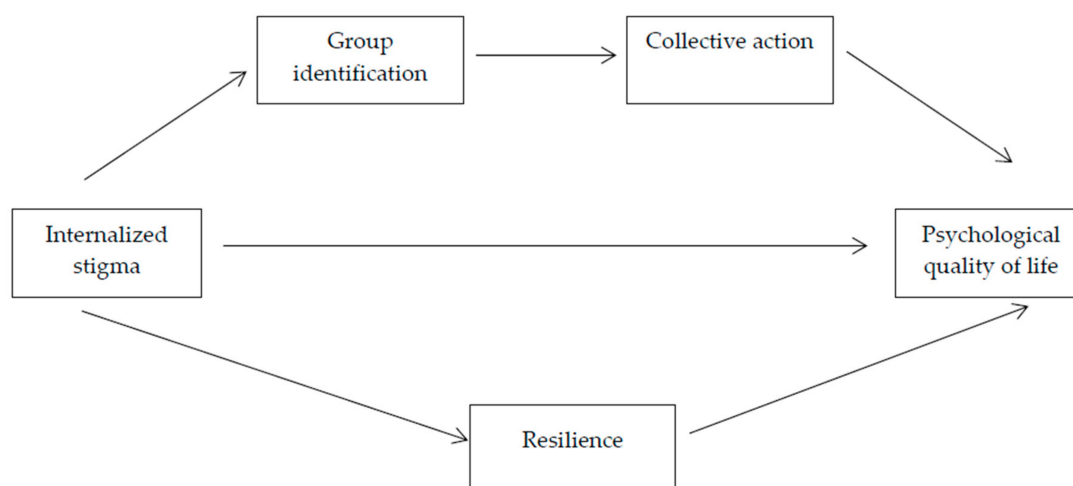 Group
identification
Collective action
Internalized
stigma
Psychological
quality of life
Resilience